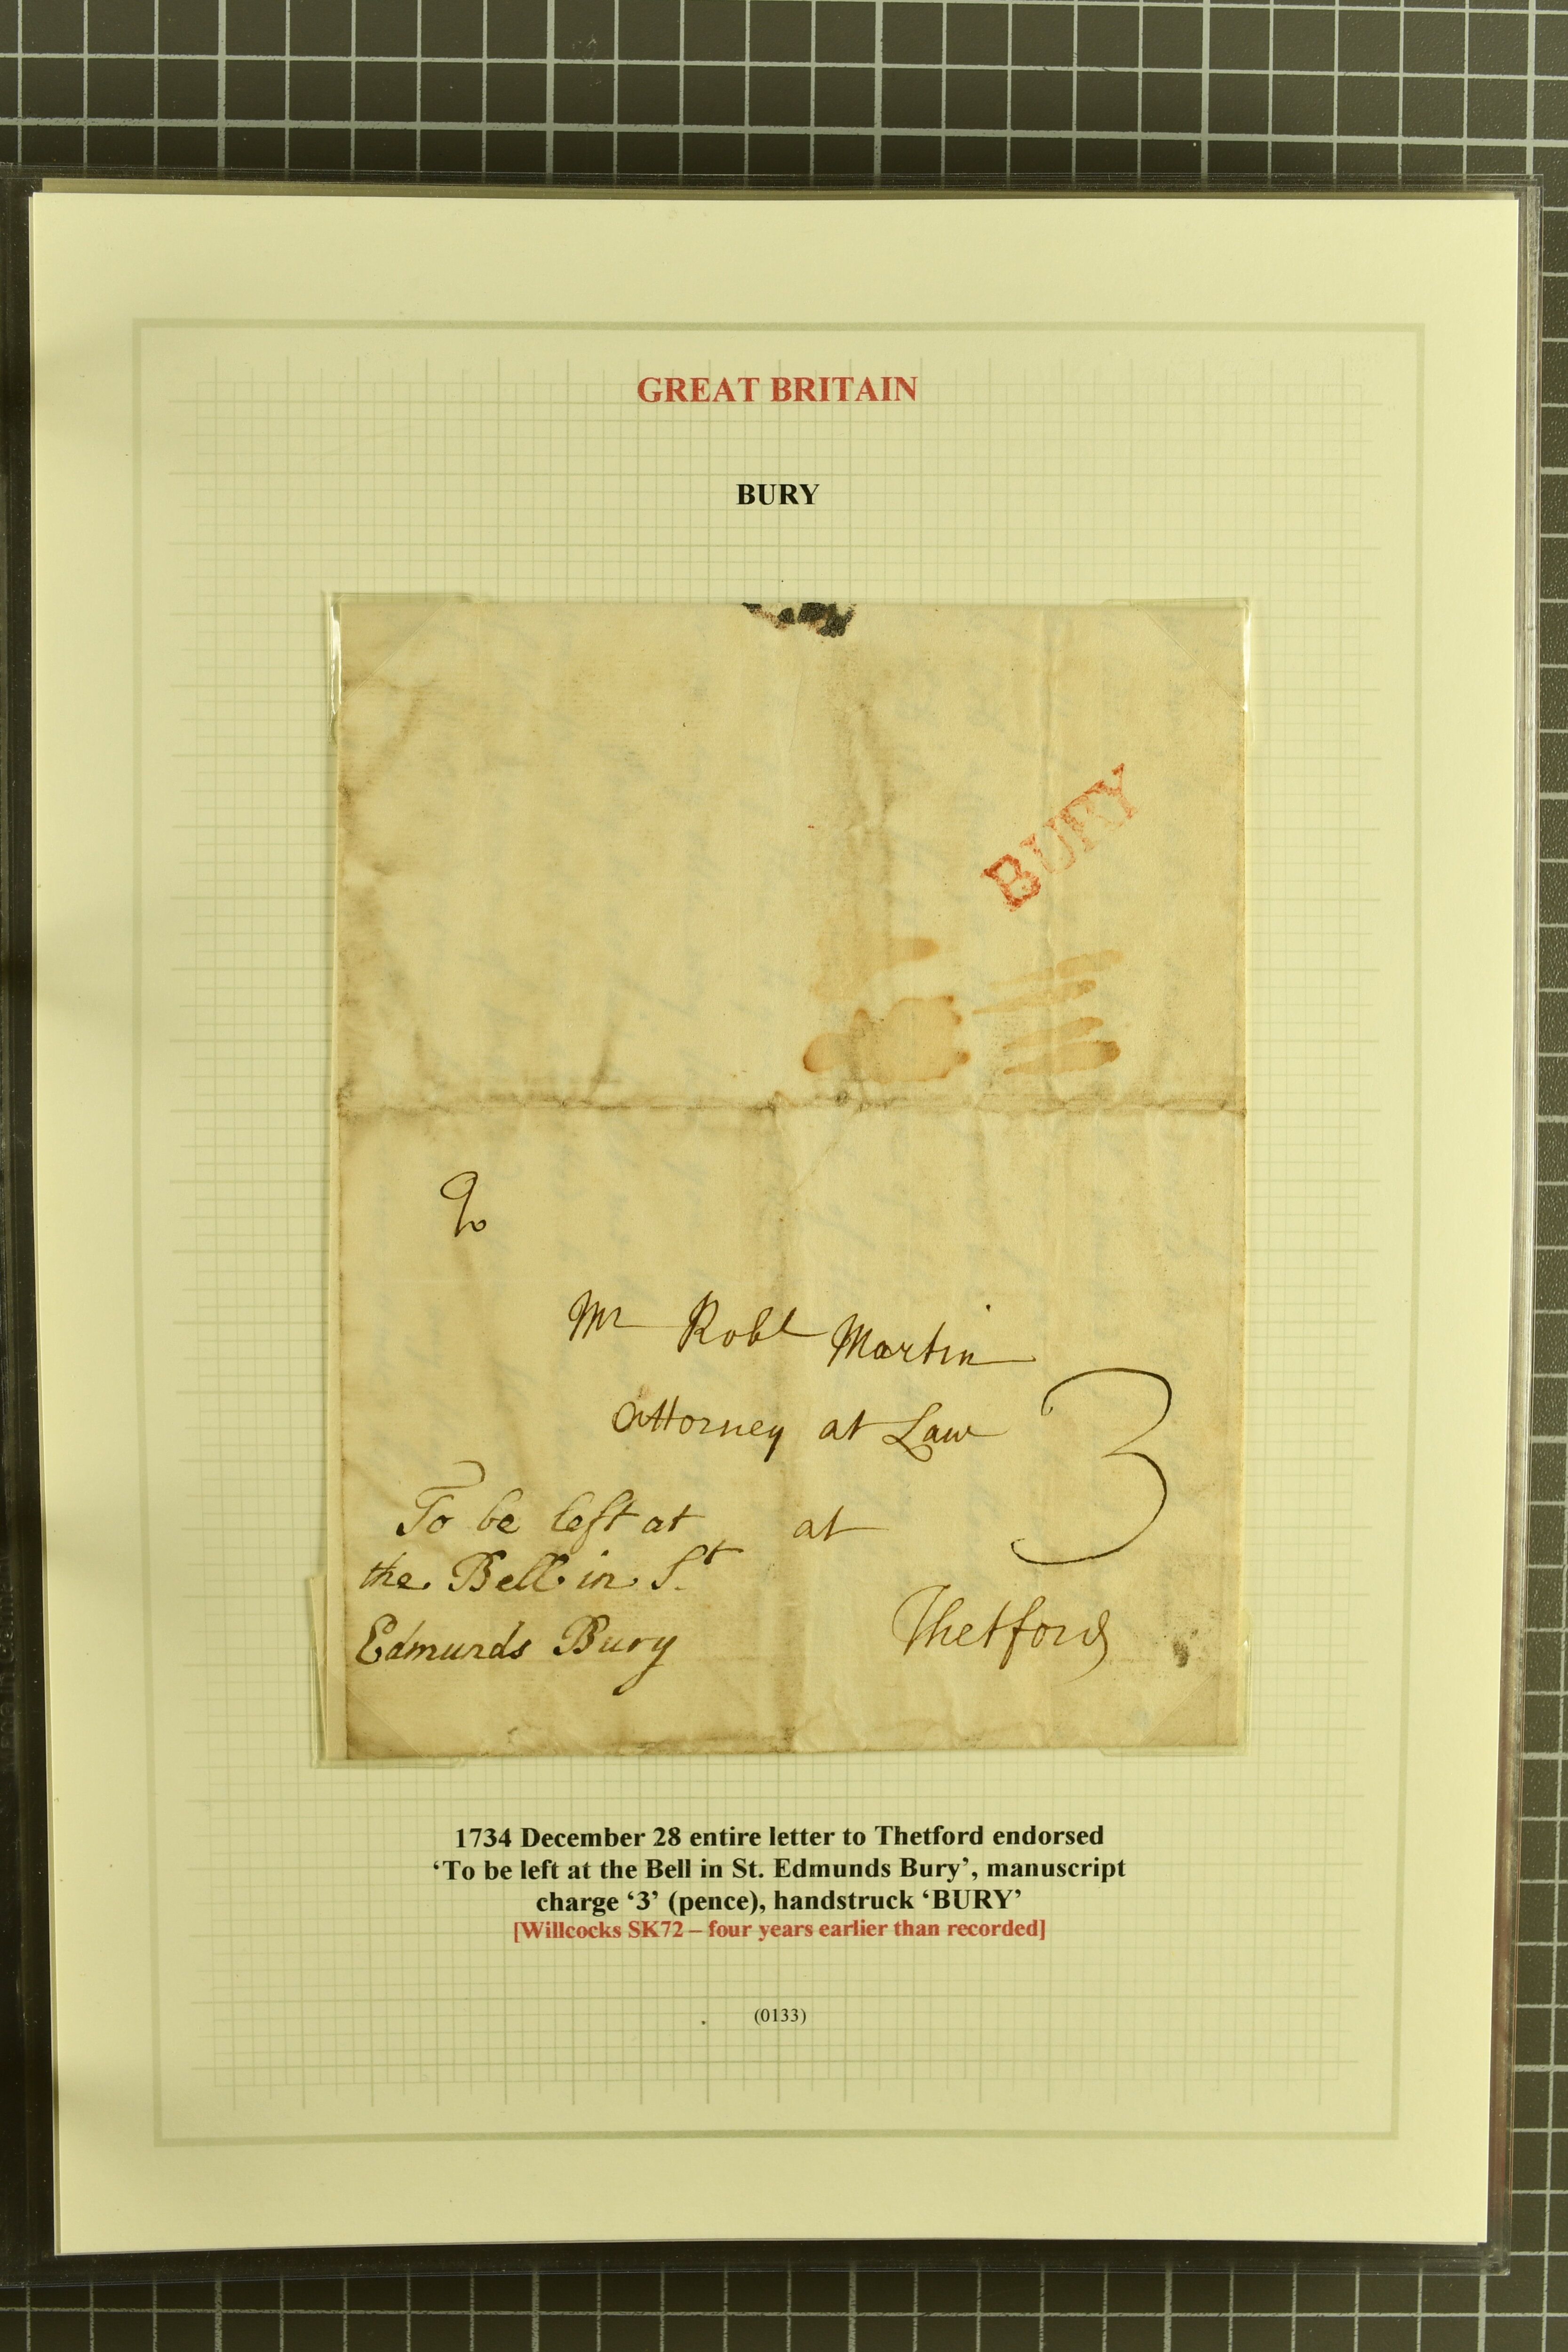 GREAT BRITAIN
BURY
BURY
To
Mr Robt Martin
Attorney at Law
3
at
Thetford
To be left at
the Bell in St
Edmunds Bury
1734 December 28 entire letter to Thetford endorsed
‘To be left at the Bell in St. Edmunds Bury’, manuscript
charge ‘3’ (pence), handstruck ‘BURY’
[Willcocks SK72 – four years earlier than recorded]
(0133)